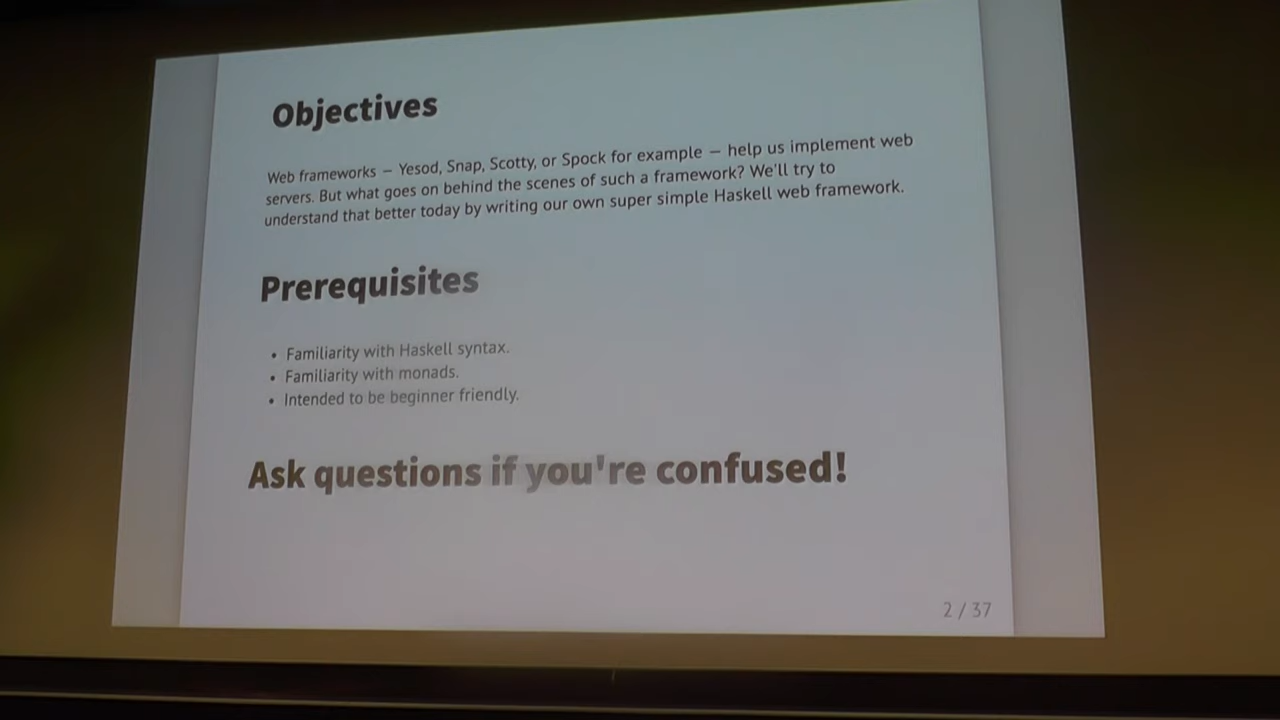 Objectives
Web frameworks — Yesod, Snap, Scotty, or Spock for example — help us implement web
servers. But what goes on behind the scenes of such a framework? We'll try to
understand that better today by writing our own super simple Haskell web framework.
Prerequisites
• Familiarity with Haskell syntax.
• Familiarity with monads.
• Intended to be beginner friendly.
Ask questions if you're confused!
2 / 37